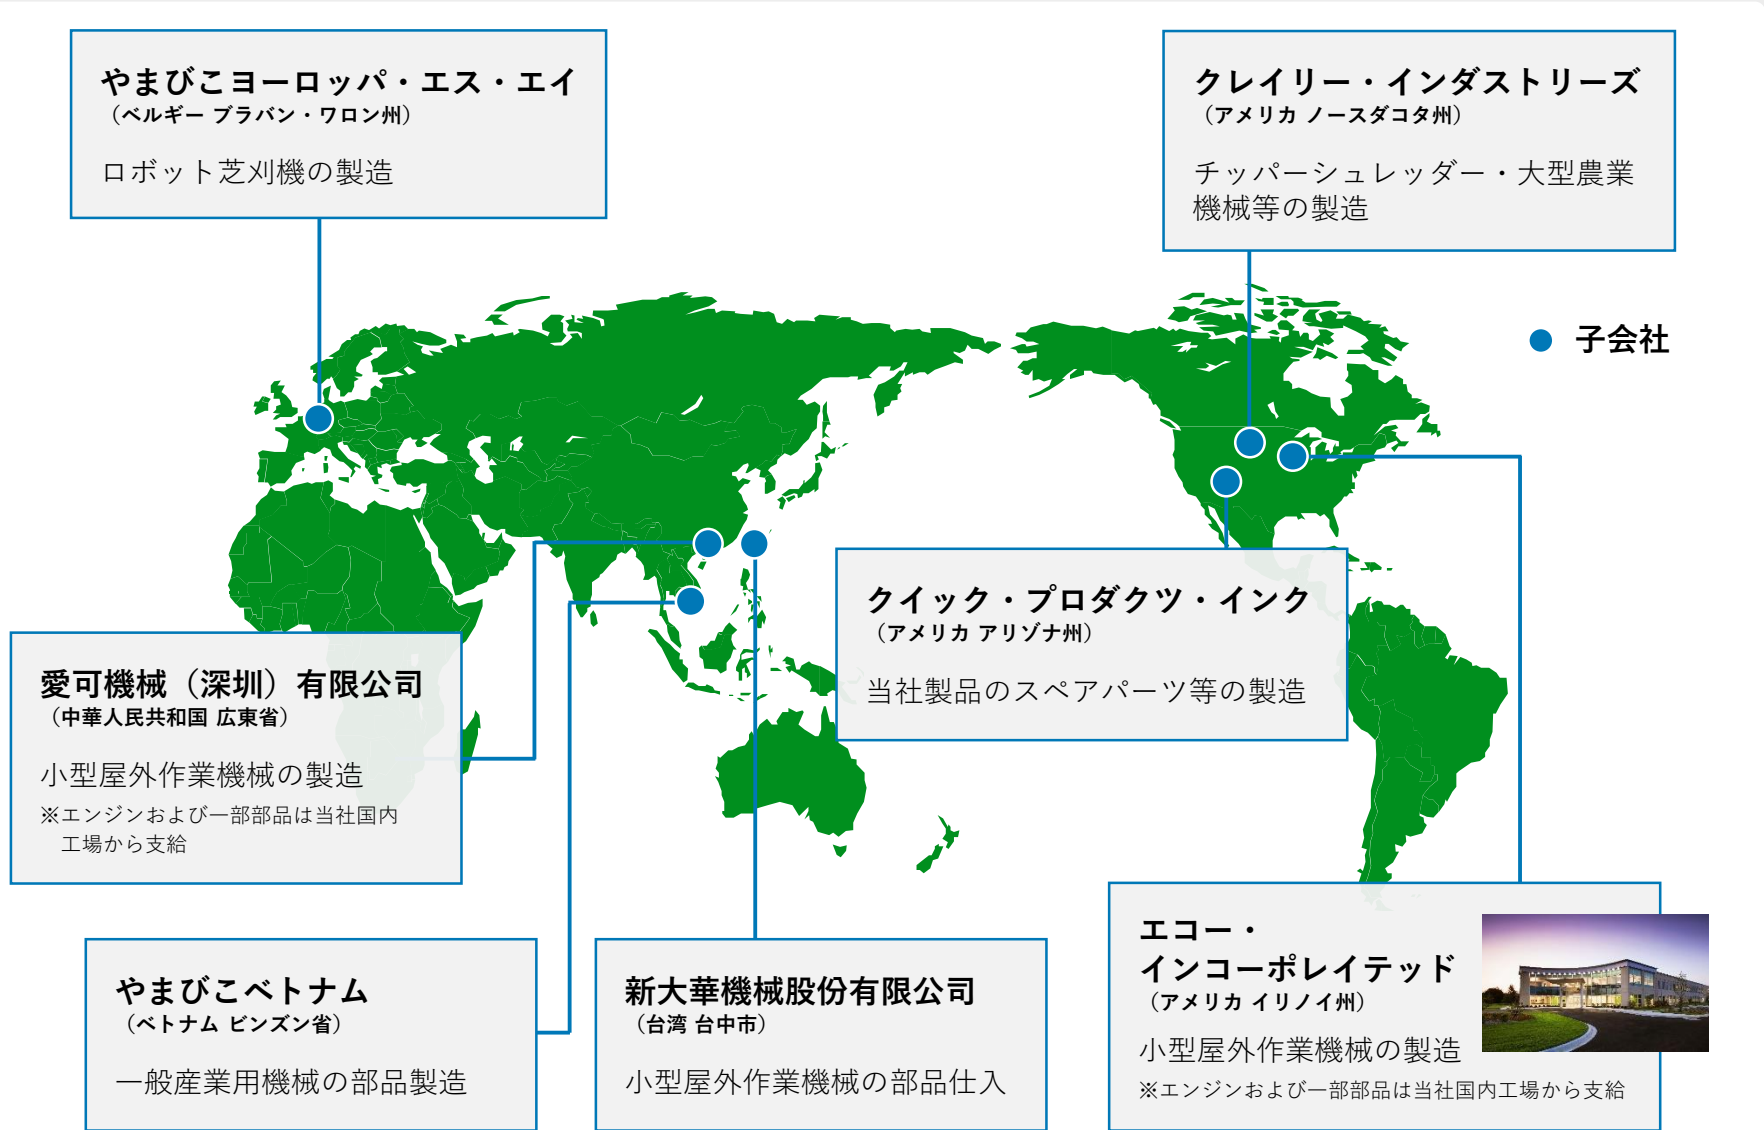 やまびこヨーロッパ・エス・エイ
（ベルギー ブラバン・ワロン州）
ロボット芝刈機の製造
クレイリー・インダストリーズ
（アメリカ ノースダコタ州）
チッパーシュレッダー・大型農業
機械等の製造
子会社
クイック・プロダクツ・インク
（アメリカ アリゾナ州）
当社製品のスペアパーツ等の製造
愛可機械（深圳）有限公司
（中華人民共和国 広東省）
小型屋外作業機械の製造
※エンジンおよび一部部品は当社国内
工場から支給
やまびこベトナム
（ベトナム ビンズン省）
一般産業用機械の部品製造
新大華機械股份有限公司
（台湾 台中市）
小型屋外作業機械の部品仕入
エコー・
インコーポレイテッド
（アメリカ イリノイ州）
小型屋外作業機械の製造
※エンジンおよび一部部品は当社国内工場から支給